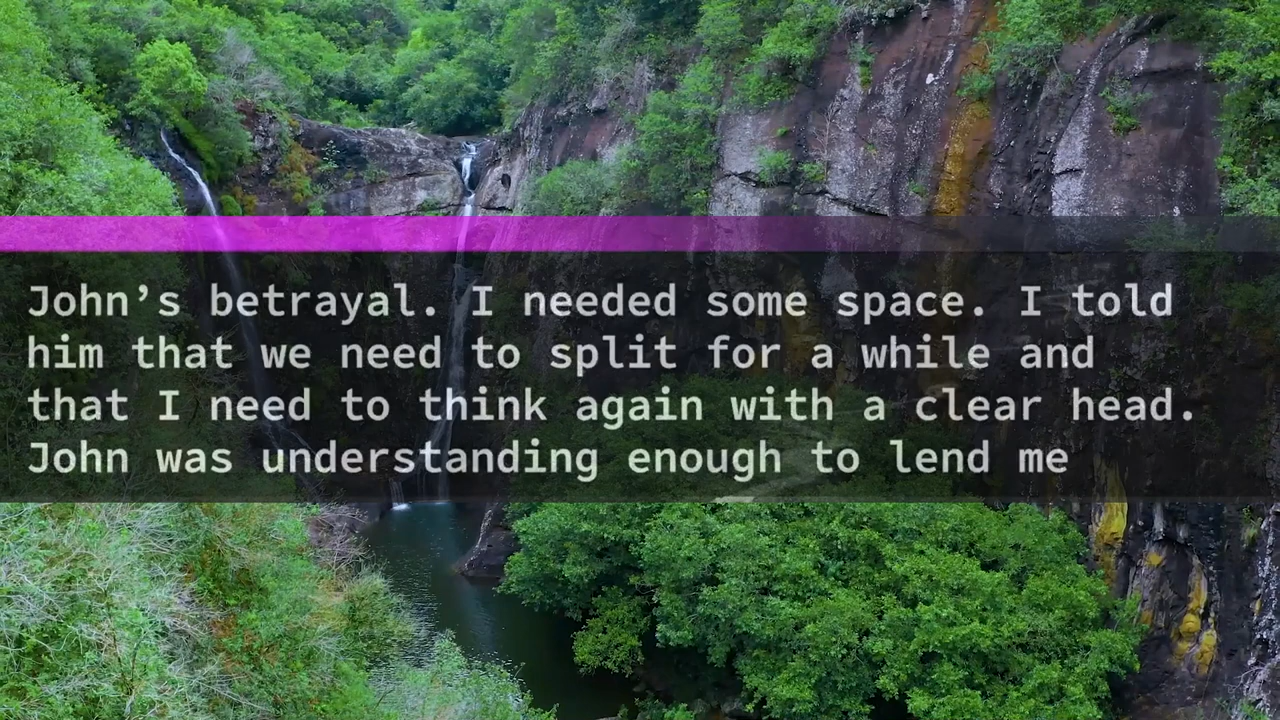 John’s betrayal. I needed some space. I told
him that we need to split for a while and
that I need to think again with a clear head.
John was understanding enough to lend me